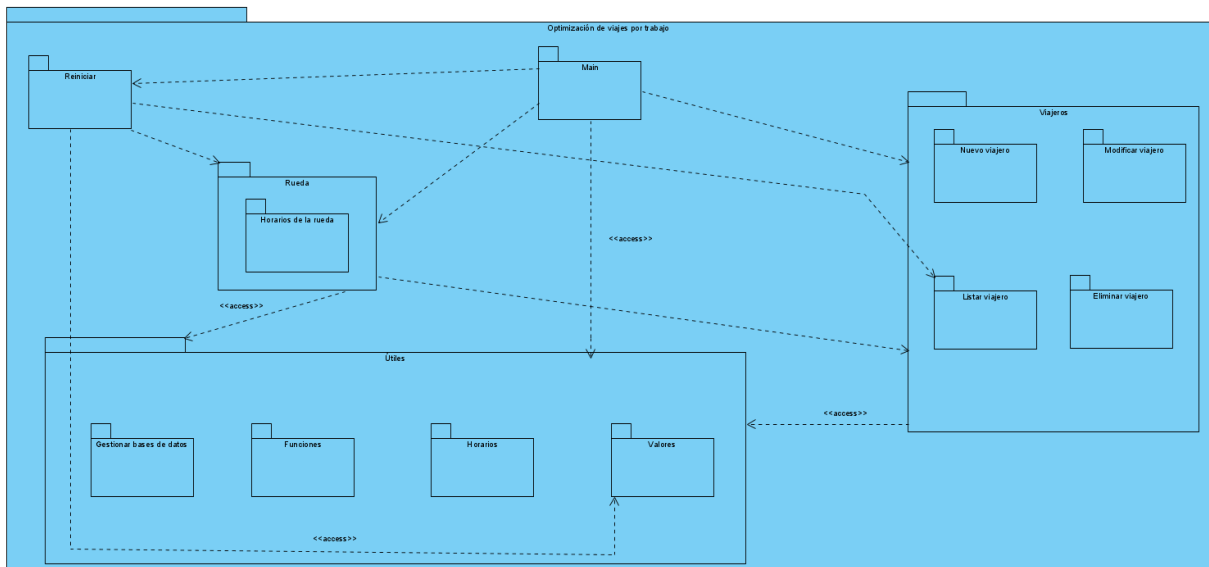 Optimización de viajes por trabajo
Reiniciar
Main
Viajeros
Nuevo viajero
Modificar viajero
Rueda
Horarios de la rueda
<<access>>
Listar viajero
Eliminar viajero
<<access>>
Útiles
<<access>>
Gestionar bases de datos
Funciones
Horarios
Valores
<<access>>